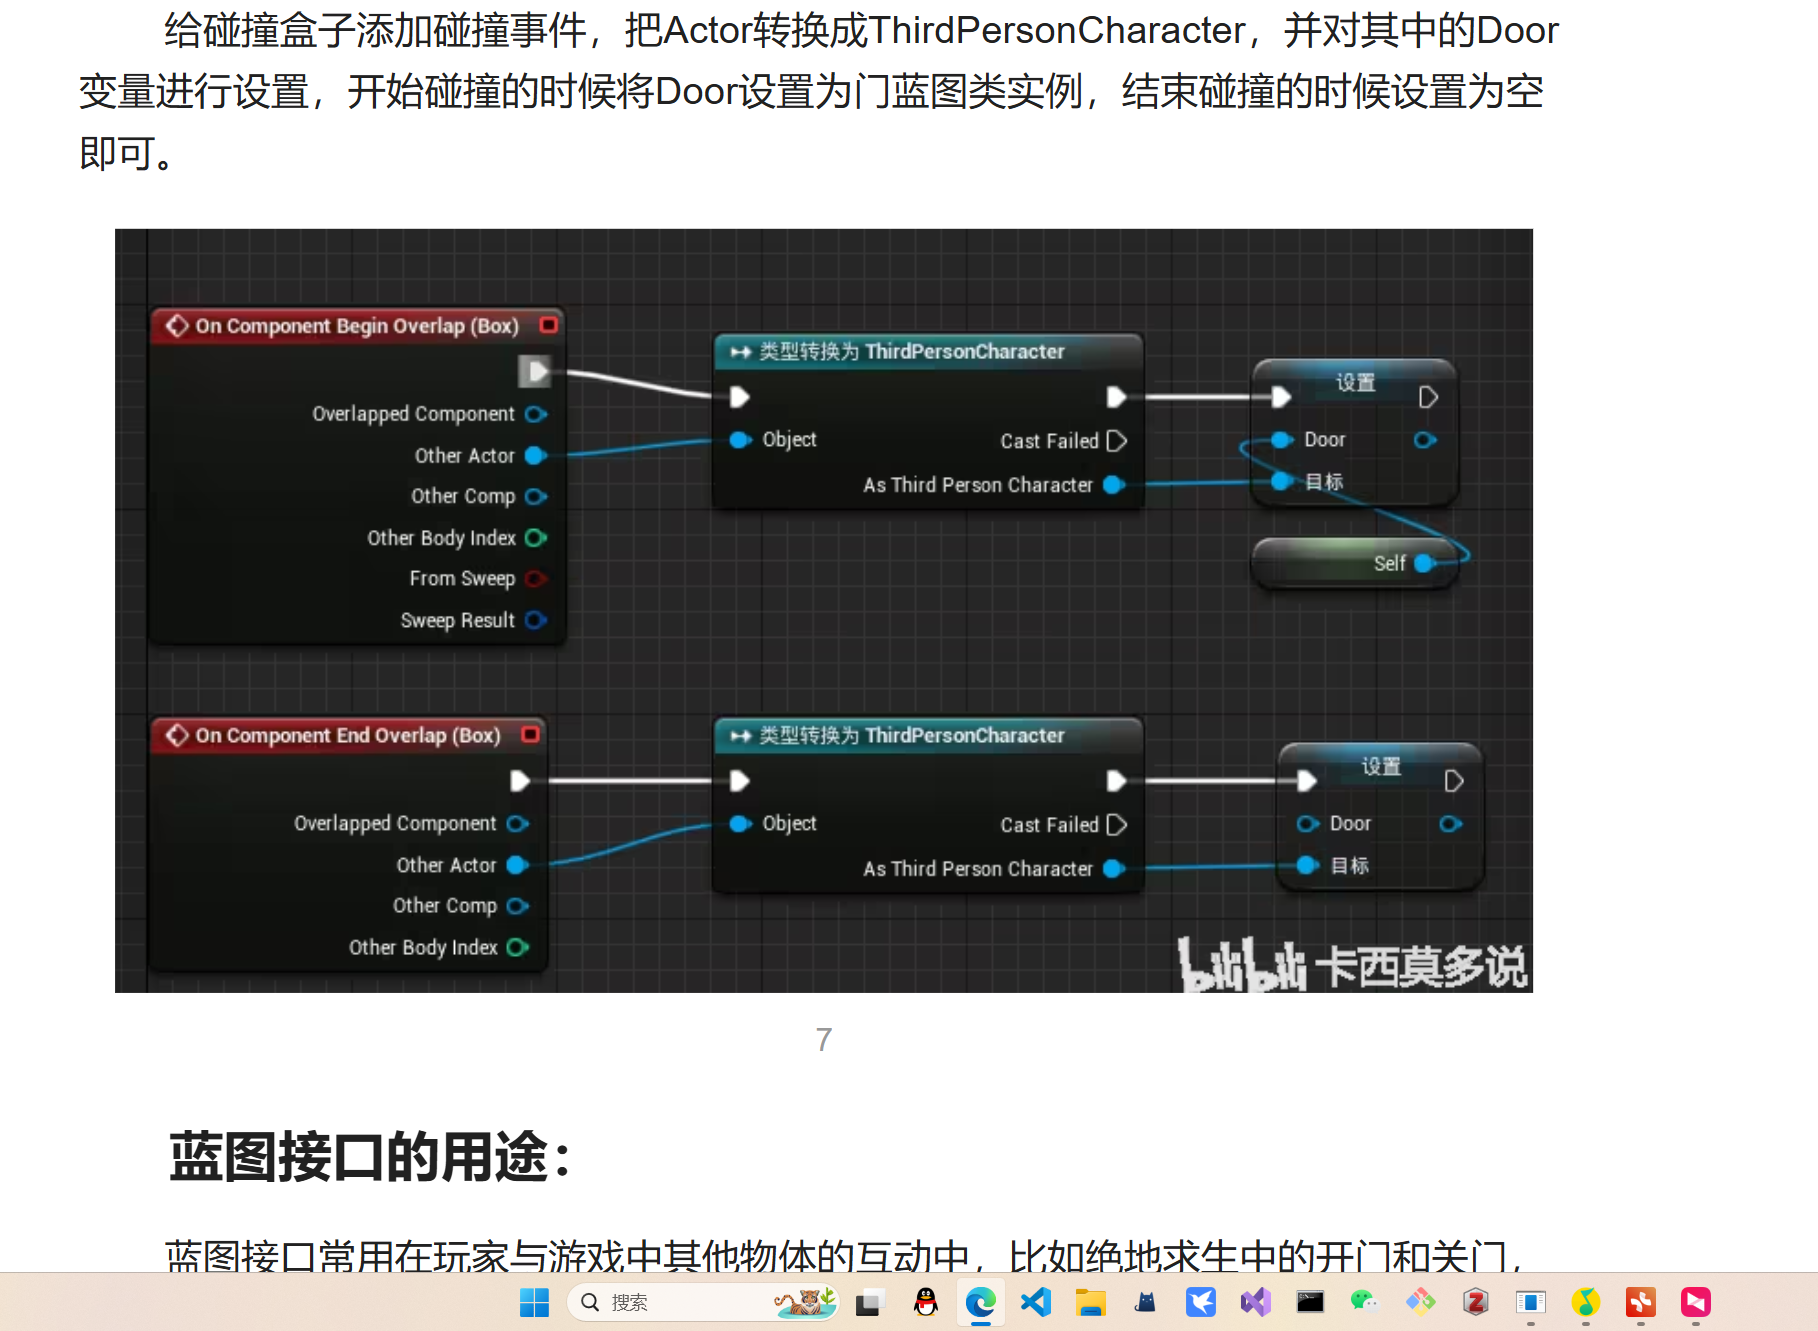 给碰撞盒子添加碰撞事件，把Actor转换成ThirdPersonCharacter，并对其中的Door
变量进行设置，开始碰撞的时候将Door设置为门蓝图类实例，结束碰撞的时候设置为空
即可。
On Component Begin Overlap (Box)
Overlapped Component
Other Actor
Other Comp
Other Body Index
From Sweep
Sweep Result
类型转换为 ThirdPersonCharacter
Object
Cast Failed
As Third Person Character
设置
Door
目标
Self
On Component End Overlap (Box)
Overlapped Component
Other Actor
Other Comp
Other Body Index
类型转换为 ThirdPersonCharacter
Object
Cast Failed
As Third Person Character
设置
Door
目标
bilibili 卡西莫多说
7
蓝图接口的用途：
蓝图接口常用在玩家与游戏中其他物体的互动中，比如绝地求生中的开门和关门，
搜索